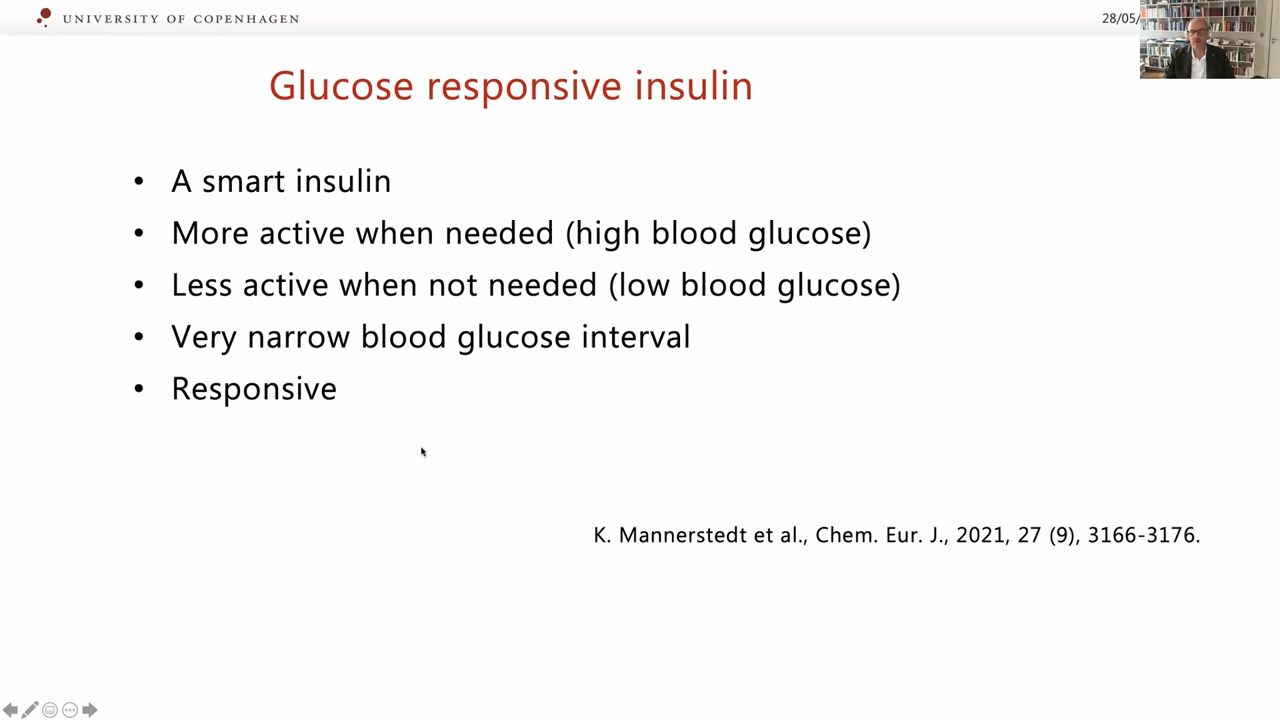 UNIVERSITY OF COPENHAGEN
28/05/
Glucose responsive insulin
• A smart insulin
• More active when needed (high blood glucose)
• Less active when not needed (low blood glucose)
• Very narrow blood glucose interval
• Responsive
K. Mannerstedt et al., Chem. Eur. J., 2021, 27 (9), 3166-3176.